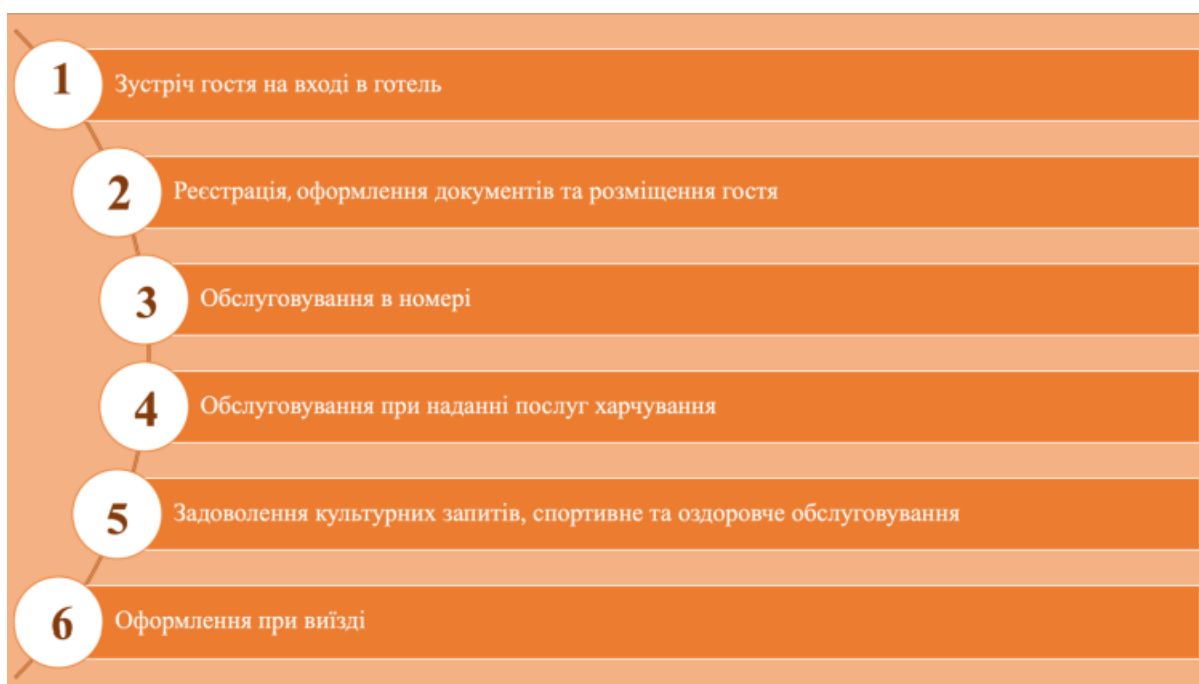 1
Зустріч гостя на вході в готель
2
Реєстрація, оформлення документів та розміщення гостя
3
Обслуговування в номері
4
Обслуговування при наданні послуг харчування
5
Задоволення культурних запитів, спортивне та оздоровче обслуговування
6
Оформлення при виїзді